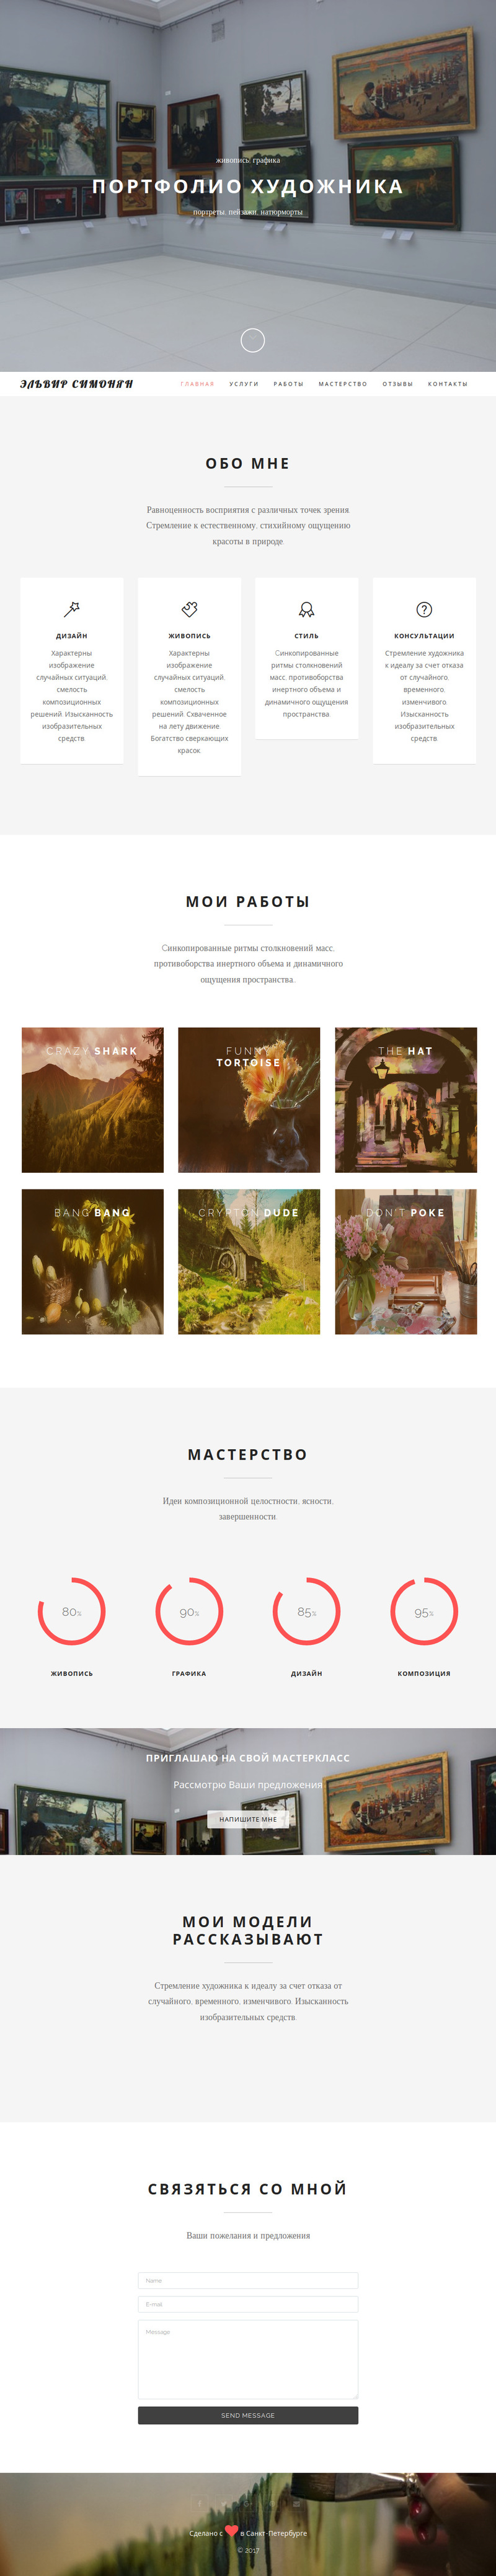 живопись, графика
ПОРТФОЛИО ХУДОЖНИКА
портреты, пейзажи, натюрморты
ЭЛЬВИР СИМОНЯН
ГЛАВНАЯ УСЛУГИ РАБОТЫ МАСТЕРСТВО ОТЗЫВЫ КОНТАКТЫ
ОБО МНЕ
Равноценность восприятия с различных точек зрения.
Стремление к естественному, стихийному ощущению
красоты в природе.
ДИЗАЙН
Характерны
изображение
случайных ситуаций,
смелость
композиционных
решений. Изысканность
изобразительных
средств.
ЖИВОПИСЬ
Характерны
изображение
случайных ситуаций,
смелость
композиционных
решений. Схваченное
на лету движение.
Богатство сверкающих
красок.
СТИЛЬ
Синкопированные
ритмы столкновений
масс, противоборства
инертного объема и
динамичного ощущения
пространства.
КОНСУЛЬТАЦИИ
Стремление художника
к идеалу за счет отказа
от случайного,
временного,
изменчивого.
Изысканность
изобразительных
средств.
МОИ РАБОТЫ
Синкопированные ритмы столкновений масс,
противоборства инертного объема и динамичного
ощущения пространства.
CRAZY SHARK
FUNNY
TORTOISE
THE HAT
BANG BANG
CRYPTON DUDE
DON'T POKE
МАСТЕРСТВО
Идеи композиционной целостности, ясности,
завершенности.
80%
90%
85%
95%
ЖИВОПИСЬ
ГРАФИКА
ДИЗАЙН
КОМПОЗИЦИЯ
ПРИГЛАШАЮ НА СВОЙ МАСТЕРКЛАСС
Рассмотрю Ваши предложения
НАПИШИТЕ МНЕ
МОИ МОДЕЛИ
РАССКАЗЫВАЮТ
Стремление художника к идеалу за счет отказа от
случайного, временного, изменчивого. Изысканность
изобразительных средств.
СВЯЗЯТЬСЯ СО МНОЙ
Ваши пожелания и предложения
Name
E-mail
Message
SEND MESSAGE
Сделано с в Санкт-Петербурге
© 2017